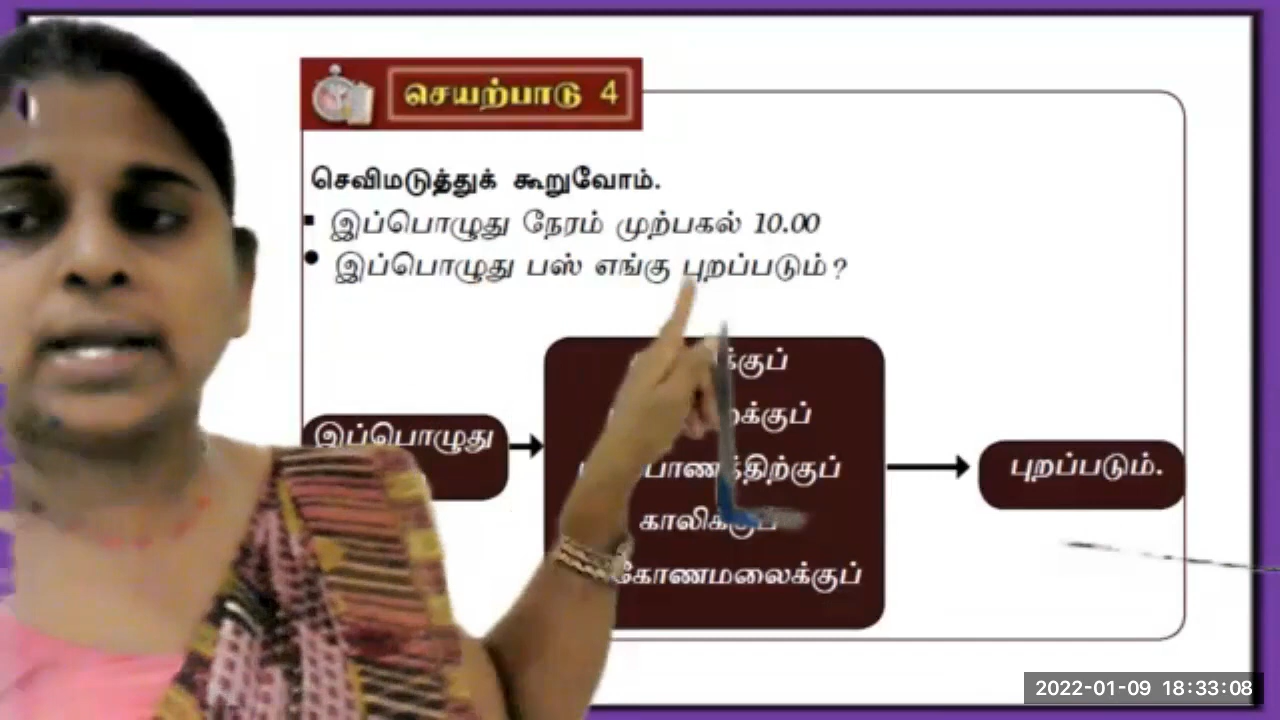 செயற்பாடு 4
செவிமடுத்துக் கூறுவோம்.
▪ இப்பொழுது நேரம் முற்பகல் 10.00
• இப்பொழுது பஸ் எங்கு புறப்படும் ?
இப்பொழுது
காலிக்குப்
புறப்படும்.
2022-01-09 18:33:08